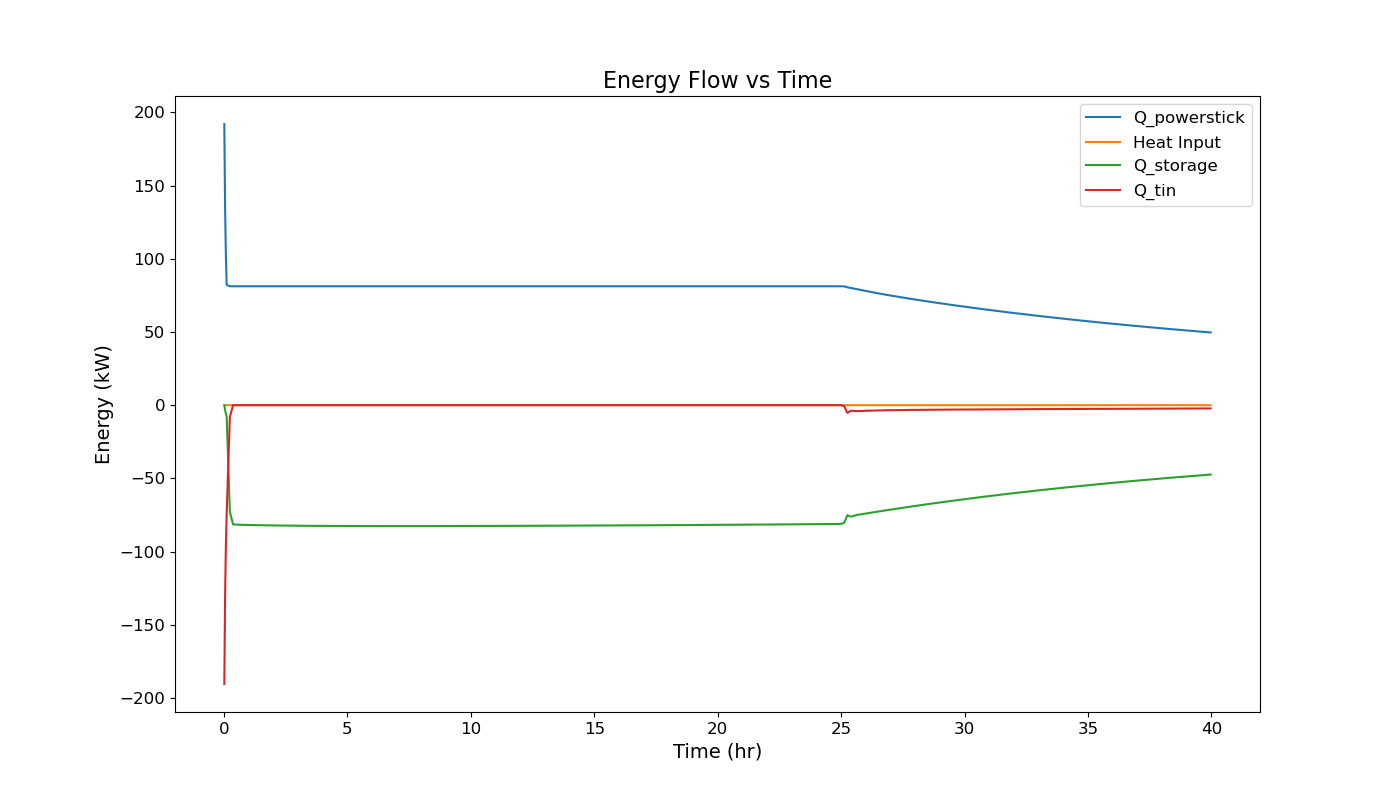 Energy Flow vs Time
Q_powerstick
Heat Input
Q_storage
Q_tin
200
150
100
50
0
−50
−100
−150
−200
Energy (kW)
0 5 10 15 20 25 30 35 40
Time (hr)